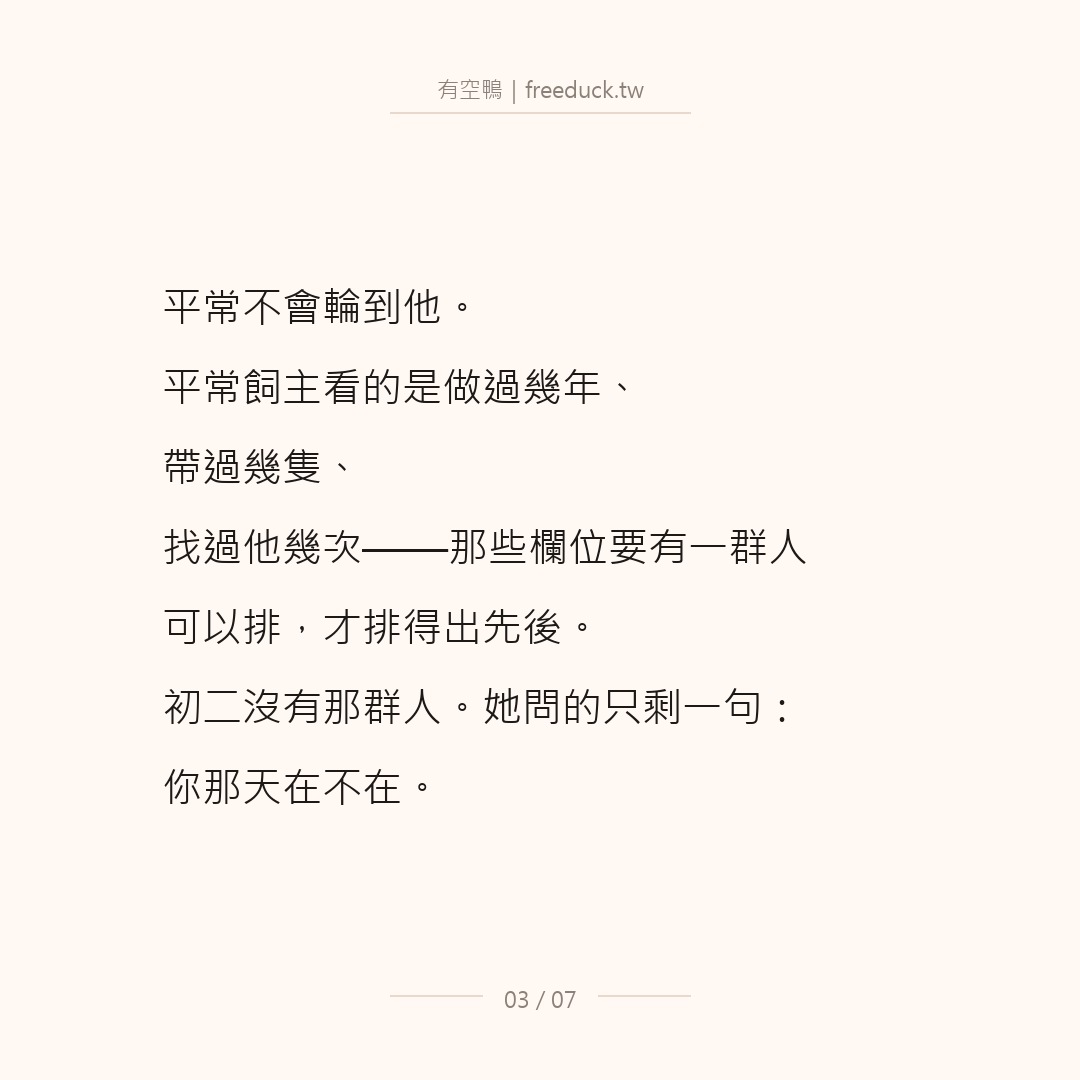 有空鴨 | freeduck.tw
平常不會輪到他。
平常飼主看的是做過幾年、
帶過幾隻、
找過他幾次——那些欄位要有一群人
可以排，才排得出先後。
初二沒有那群人。她問的只剩一句：
你那天在不在。
03 / 07